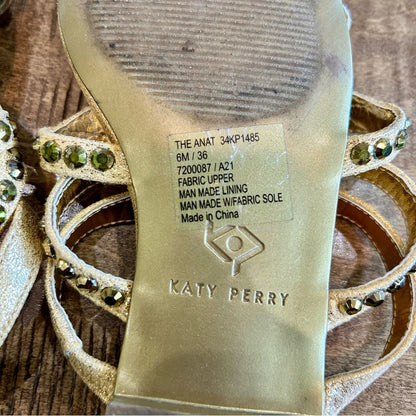 THE ANAT 34KP1485
6M / 36
7200087 / A21
FABRIC UPPER
MAN MADE LINING
MAN MADE W/FABRIC SOLE
Made in China
KATY PERRY